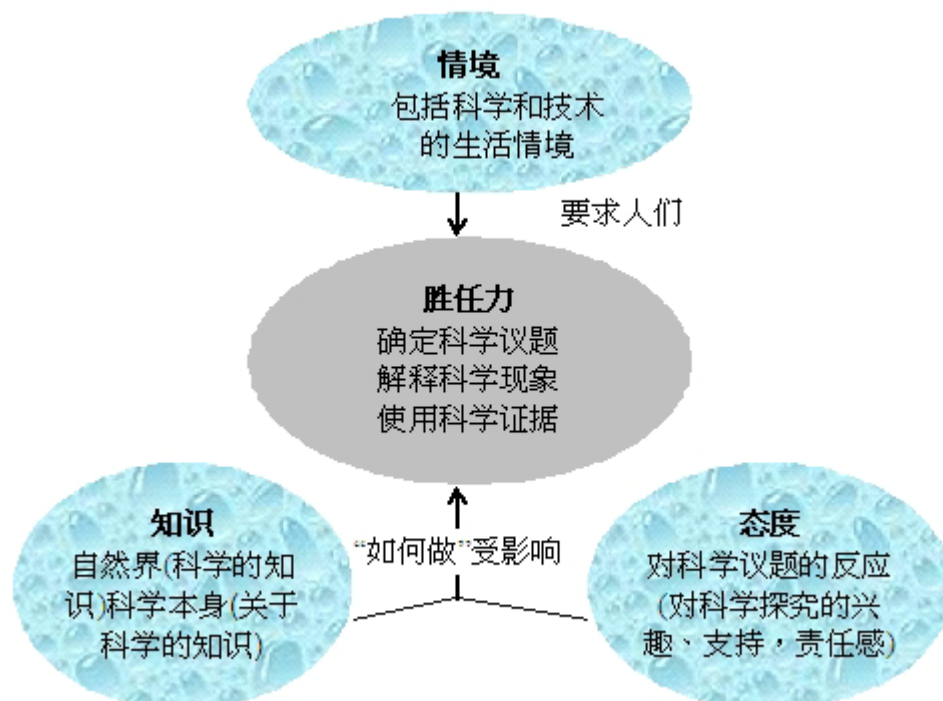 情境
包括科学和技术
的生活情境
要求人们
胜任力
确定科学议题
解释科学现象
使用科学证据
“如何做”受影响
知识
自然界(科学的知
识)科学本身(关于
科学的知识)
态度
对科学议题的反应
(对科学探究的兴
趣、支持，责任感)